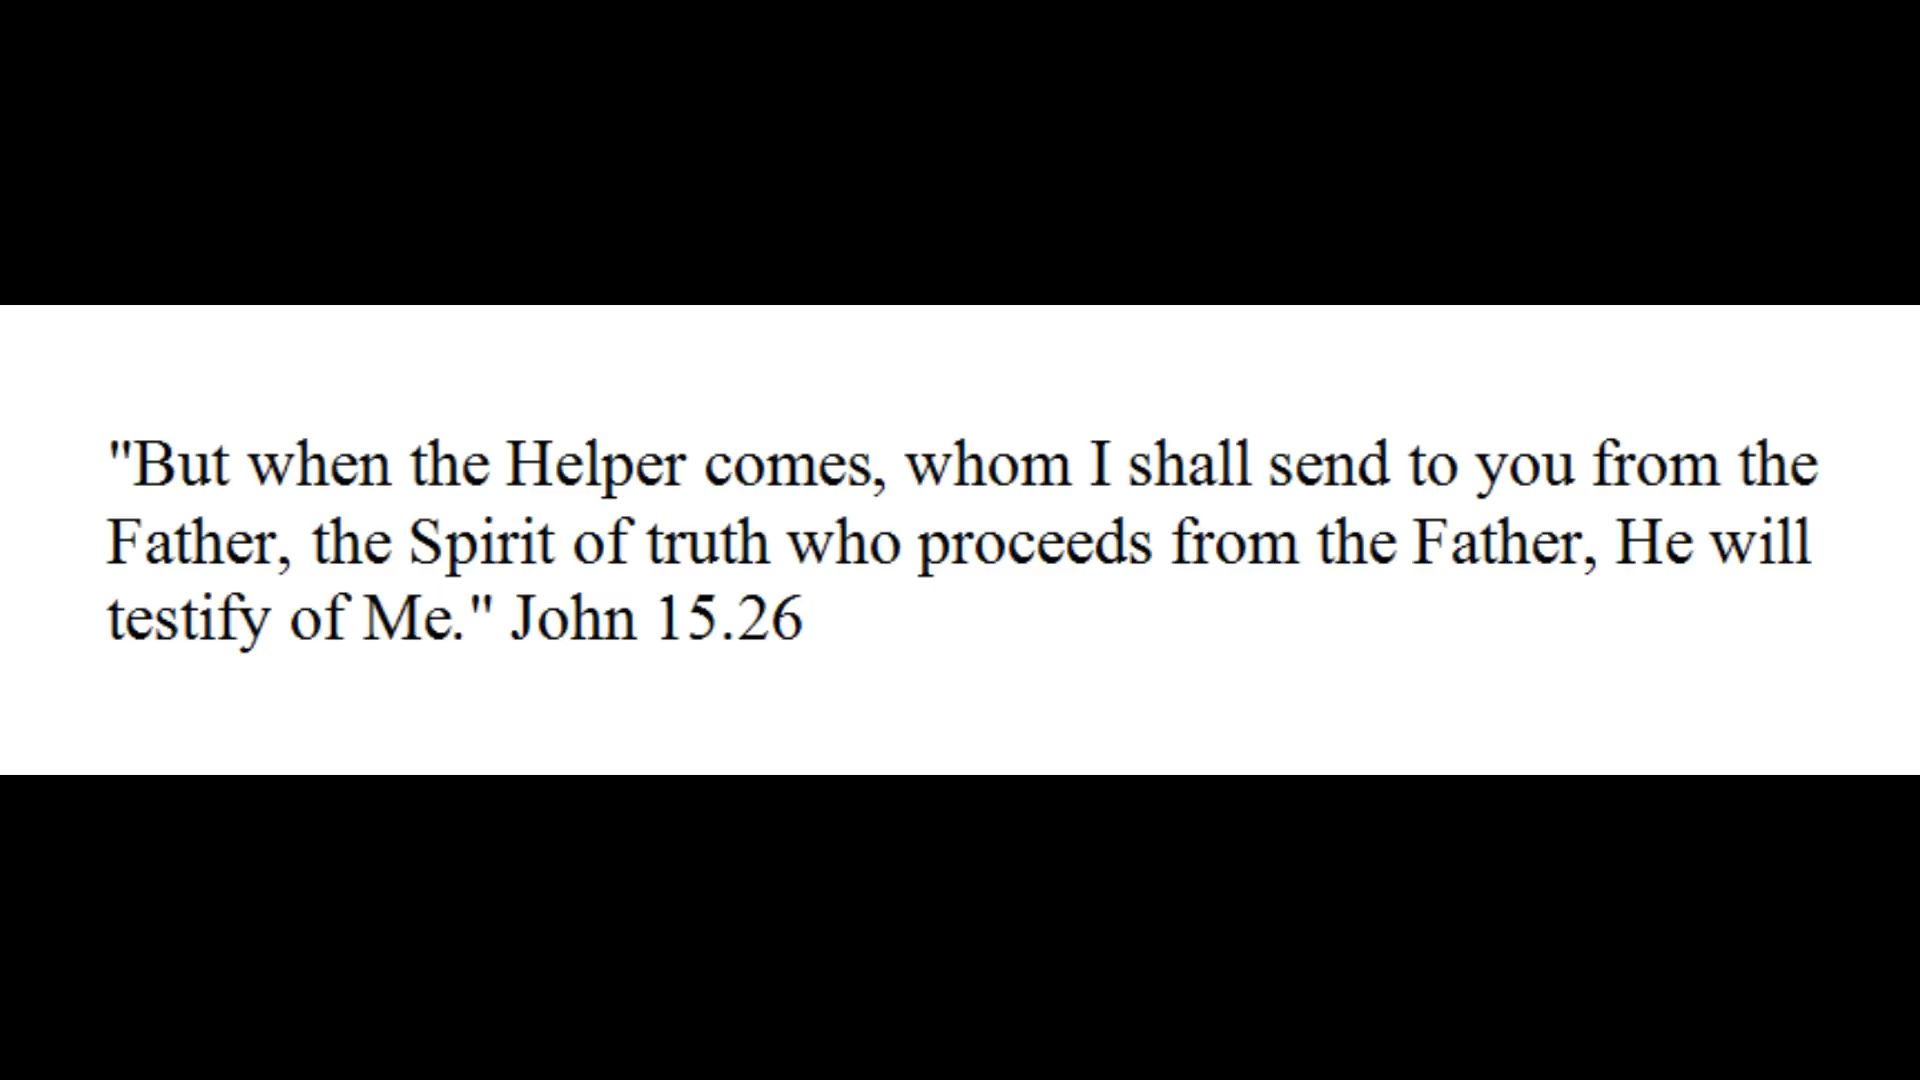 "But when the Helper comes, whom I shall send to you from the
Father, the Spirit of truth who proceeds from the Father, He will
testify of Me." John 15.26